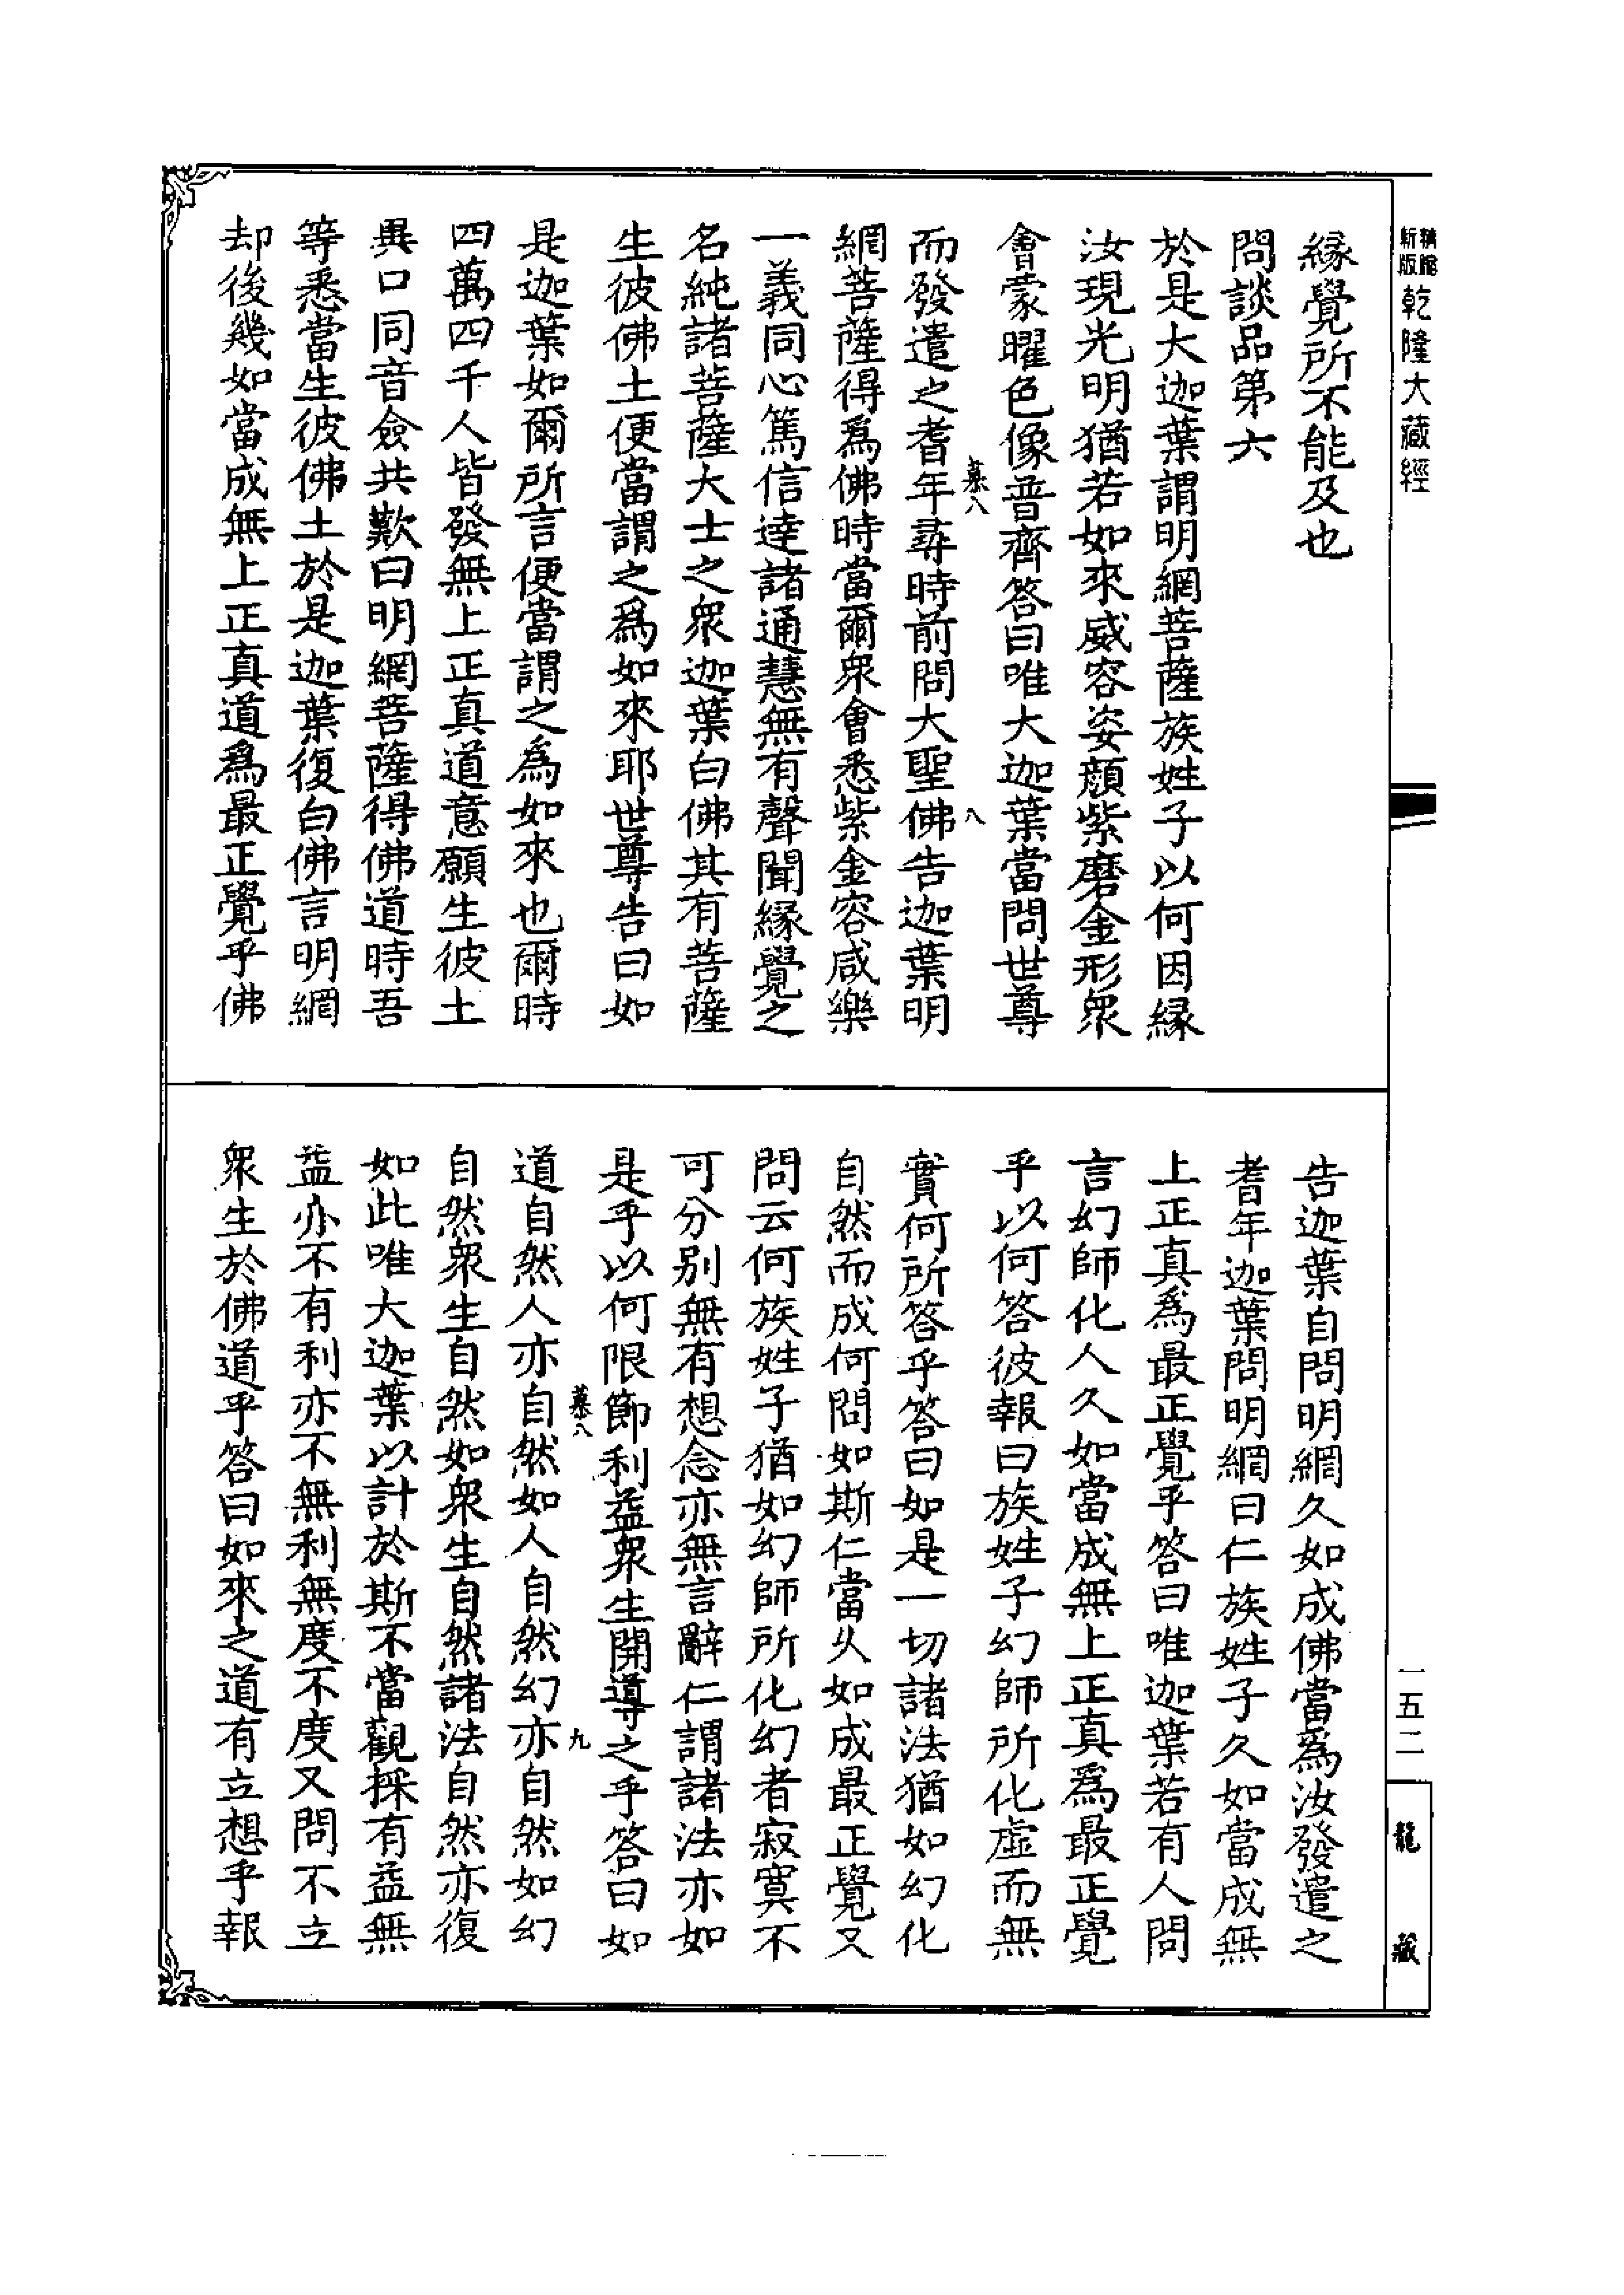 新版
乾隆大藏經
縁覺所不能及也
問談品第六
於是大迦葉謂明網菩薩族姓子以何因縁
汝現光明猶若如來威容姿顏紫磨金形衆
會蒙曜色像普齊答曰唯大迦葉當問世尊
而發遣之耆年尋時前問大聖佛告迦葉明
網菩薩得爲佛時當爾衆會悉紫金容咸樂
一義同心篤信達諸通慧無有聲聞縁覺之
名純諸菩薩大士之衆迦葉白佛其有菩薩
生彼佛土便當謂之爲如來耶世尊告曰如
是迦葉如爾所言便當謂之為如來也爾時
四萬四千人皆發無上正真道意願生彼土
異口同音僉共歎曰明網菩薩得佛道時吾
等悉當生彼佛土於是迦葉復白佛言明網
却後幾如當成無上正真道爲最正覺乎佛
告迦葉自問明網久如成佛當爲汝發遣之
耆年迦葉問明網曰仁族姓子久如當成無
上正真爲最正覺乎答曰唯迦葉若有人問
言幻師化人久如當成無上正真爲最正覺
乎以何答彼報曰族姓子幻師所化虛而無
實何所答乎答曰如是一切諸法猶如幻化
自然而成何問如斯仁當久如成最正覺又
問云何族姓子猶如幻師所化幻者寂寞不
可分別無有想念亦無言辭仁謂諸法亦如
是乎以何限節利益衆生開導之乎答曰如
道自然人亦自然如人自然幻亦自然如幻
自然衆生自然如衆生自然諸法自然亦復
如此唯大迦葉以計於斯不當觀採有益無
益亦不有利亦不無利無度不度又問不立
衆生於佛道乎答曰如來之道有立想乎報
八
九
一五二
龍藏